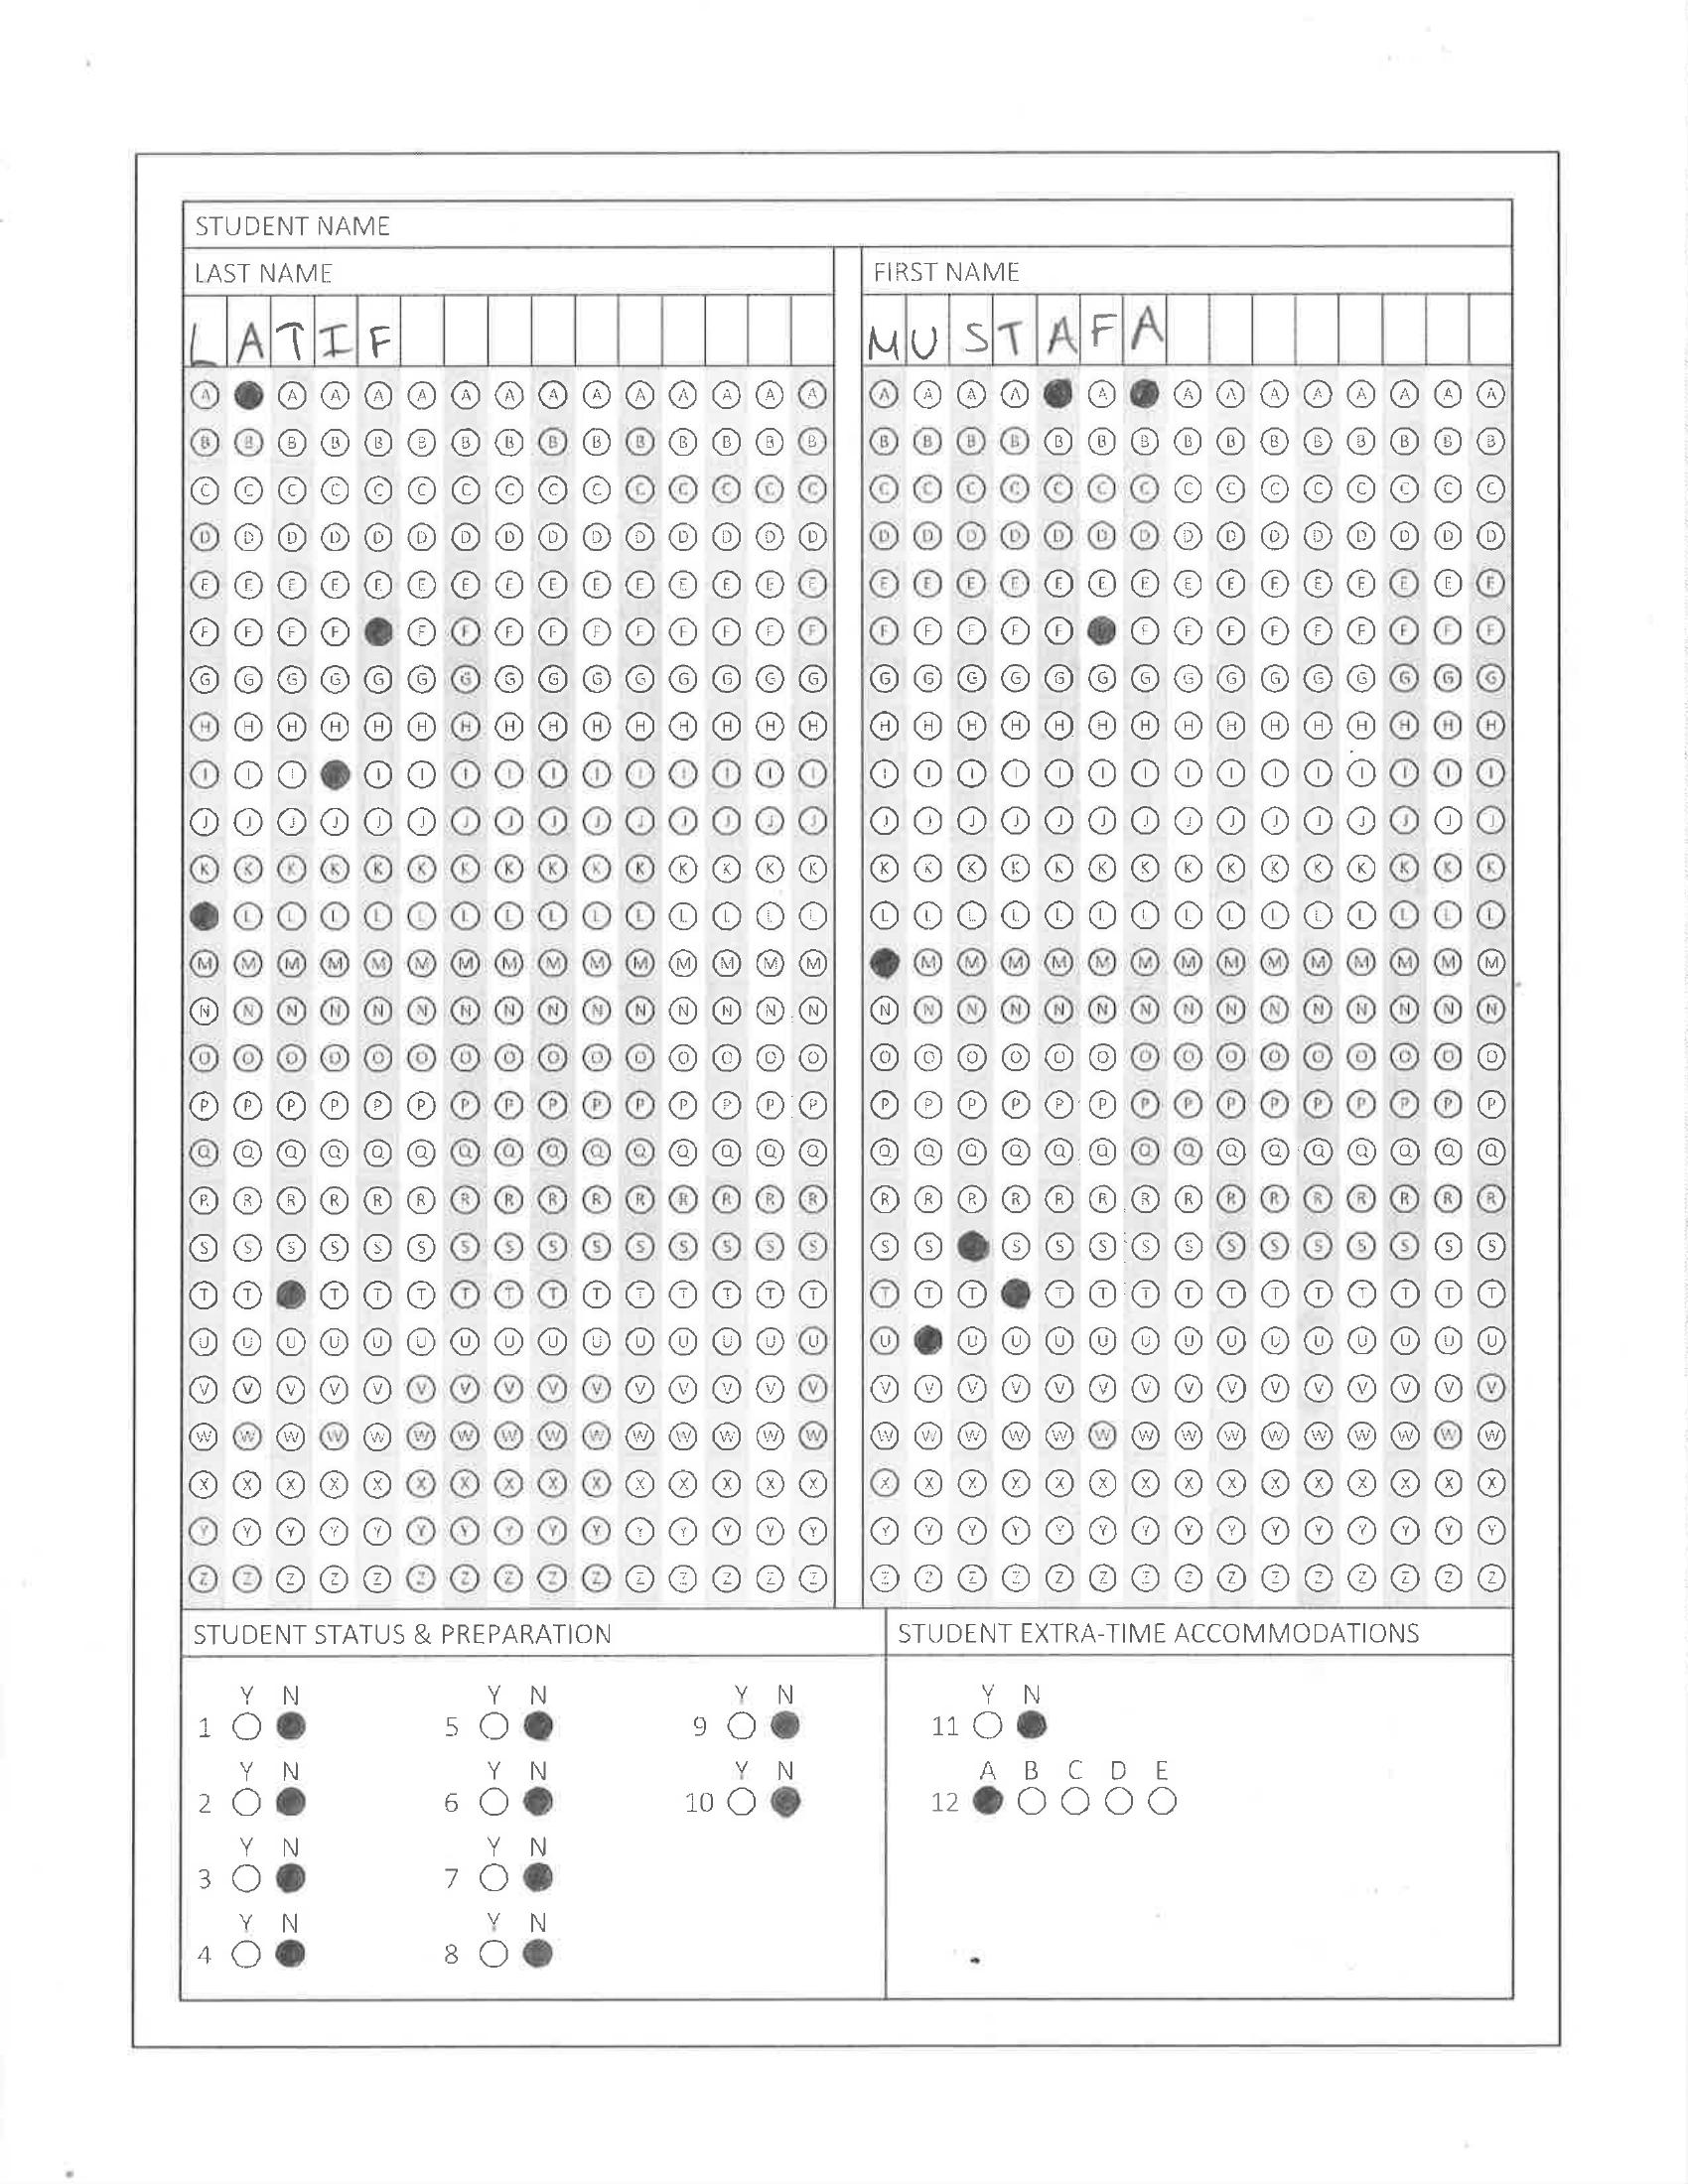 STUDENT NAME
LAST NAME FIRST NAME
L A T I F M U S T A F A
A A A A A A A A A A A A A A A A A A A A A A A A A
B B B B B B B B B B B B B B B B B B B B B B B B B B B B B B
C C C C C C C C C C C C C C C C C C C C C C C C C C C C C C
D D D D D D D D D D D D D D D D D D D D D D D D D D D D D D
E E E E E E E E E E E E E E E E E E E E E E E E E E E E E E
F F F F F F F F F F F F F F F F F F F F F F F F F F F F
G G G G G G G G G G G G G G G G G G G G G G G G G G G G G G
H H H H H H H H H H H H H H H H H H H H H H H H H H H H H H
I I I I I I I I I I I I I I I I I I I I I I I I I I I I I
J J J J J J J J J J J J J J J J J J J J J J J J J J J J J J
K K K K K K K K K K K K K K K K K K K K K K K K K K K K K K
L L L L L L L L L L L L L L L L L L L L L L L L L L L L L
M M M M M M M M M M M M M M M M M M M M M M M M M M M M M
N N N N N N N N N N N N N N N N N N N N N N N N N N N N N N
O O O O O O O O O O O O O O O O O O O O O O O O O O O O O O
P P P P P P P P P P P P P P P P P P P P P P P P P P P P P P
Q Q Q Q Q Q Q Q Q Q Q Q Q Q Q Q Q Q Q Q Q Q Q Q Q Q Q Q Q Q
R R R R R R R R R R R R R R R R R R R R R R R R R R R R R R
S S S S S S S S S S S S S S S S S S S S S S S S S S S S S
T T T T T T T T T T T T T T T T T T T T T T T T T T T T
U U U U U U U U U U U U U U U U U U U U U U U U U U U U U
V V V V V V V V V V V V V V V V V V V V V V V V V V V V V V
W W W W W W W W W W W W W W W W W W W W W W W W W W W W W W
X X X X X X X X X X X X X X X X X X X X X X X X X X X X X X
Y Y Y Y Y Y Y Y Y Y Y Y Y Y Y Y Y Y Y Y Y Y Y Y Y Y Y Y Y Y
Z Z Z Z Z Z Z Z Z Z Z Z Z Z Z Z Z Z Z Z Z Z Z Z Z Z Z Z Z Z
STUDENT STATUS & PREPARATION STUDENT EXTRA-TIME ACCOMMODATIONS
Y N Y N Y N Y N
1 5 9 11
Y N Y N Y N A B C D E
2 6 10 12
Y N Y N
3 7
Y N Y N
4 8